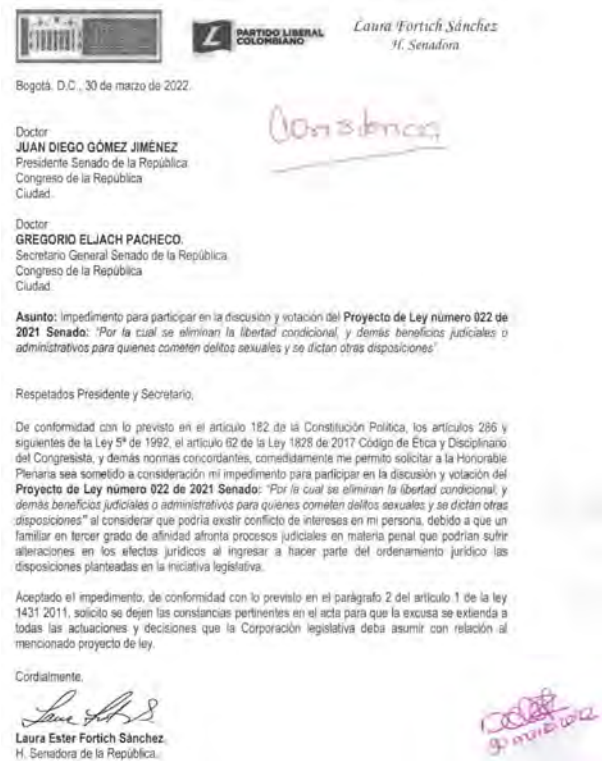 PARTIDO LIBERAL
COLOMBIANO
Laura Fortich Sánchez
H. Senadora
Bogotá, D.C., 30 de marzo de 2022.
Constancia
Doctor
JUAN DIEGO GÓMEZ JIMÉNEZ
Presidente Senado de la República
Congreso de la República
Ciudad.
Doctor
GREGORIO ELJACH PACHECO.
Secretario General Senado de la República
Congreso de la República
Ciudad.
Asunto: Impedimento para participar en la discusión y votación del Proyecto de Ley número 022 de
2021 Senado: "Por la cual se eliminan la libertad condicional, y demás beneficios judiciales o
administrativos para quienes cometen delitos sexuales y se dictan otras disposiciones"
Respetados Presidente y Secretario,
De conformidad con lo previsto en el artículo 182 de la Constitución Política, los artículos 286 y
siguientes de la Ley 5ª de 1992, el artículo 62 de la Ley 1828 de 2017 Código de Ética y Disciplinario
del Congresista, y demás normas concordantes, comedidamente me permito solicitar a la Honorable
Plenaria sea sometido a consideración mi impedimento para participar en la discusión y votación del
Proyecto de Ley número 022 de 2021 Senado: "Por la cual se eliminan la libertad condicional, y
demás beneficios judiciales o administrativos para quienes cometen delitos sexuales y se dictan otras
disposiciones" al considerar que podría existir conflicto de intereses en mi persona, debido a que un
familiar en tercer grado de afinidad afronta procesos judiciales en materia penal que podrían sufrir
alteraciones en los efectos jurídicos al ingresar a hacer parte del ordenamiento jurídico las
disposiciones planteadas en la iniciativa legislativa.
Aceptado el impedimento, de conformidad con lo previsto en el parágrafo 2 del artículo 1 de la ley
1431 2011, solicito se dejen las constancias pertinentes en el acta para que la excusa se extienda a
todas las actuaciones y decisiones que la Corporación legislativa deba asumir con relación al
mencionado proyecto de ley.
Cordialmente,
Laura Ester Fortich Sánchez.
H. Senadora de la República.